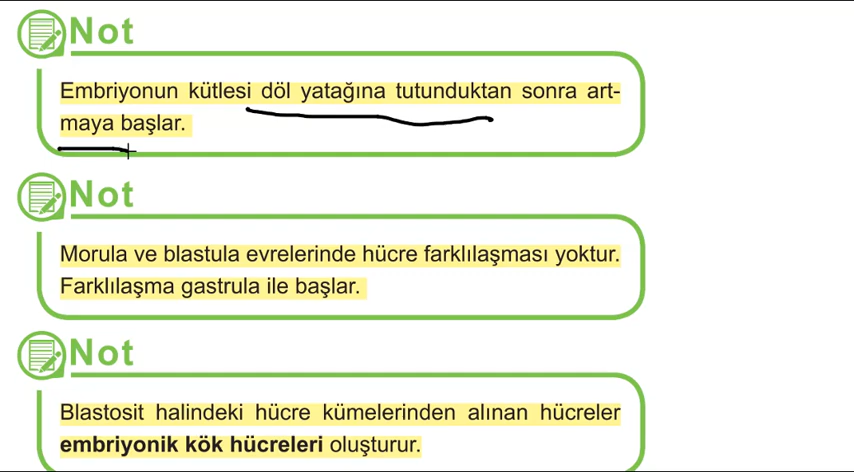 Not
Embriyonun kütlesi döl yatağına tutunduktan sonra art-
maya başlar.
Not
Morula ve blastula evrelerinde hücre farklılaşması yoktur.
Farklılaşma gastrula ile başlar.
Not
Blastosit halindeki hücre kümelerinden alınan hücreler
embriyonik kök hücreleri oluşturur.